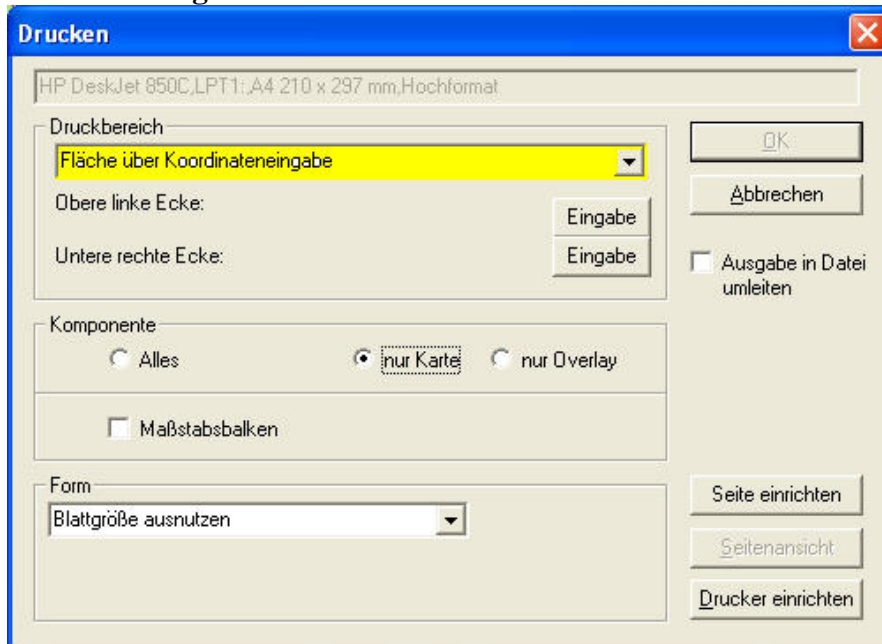 Drucken
HP DeskJet 850C,LPT1:,A4 210 x 297 mm,Hochformat
Druckbereich
Fläche über Koordinateneingabe
Obere linke Ecke:
Eingabe
Untere rechte Ecke:
Eingabe
OK
Abbrechen
Ausgabe in Datei
umleiten
Komponente
Alles
nur Karte
nur Overlay
Maßstabsbalken
Form
Blattgröße ausnutzen
Seite einrichten
Seitenansicht
Drucker einrichten